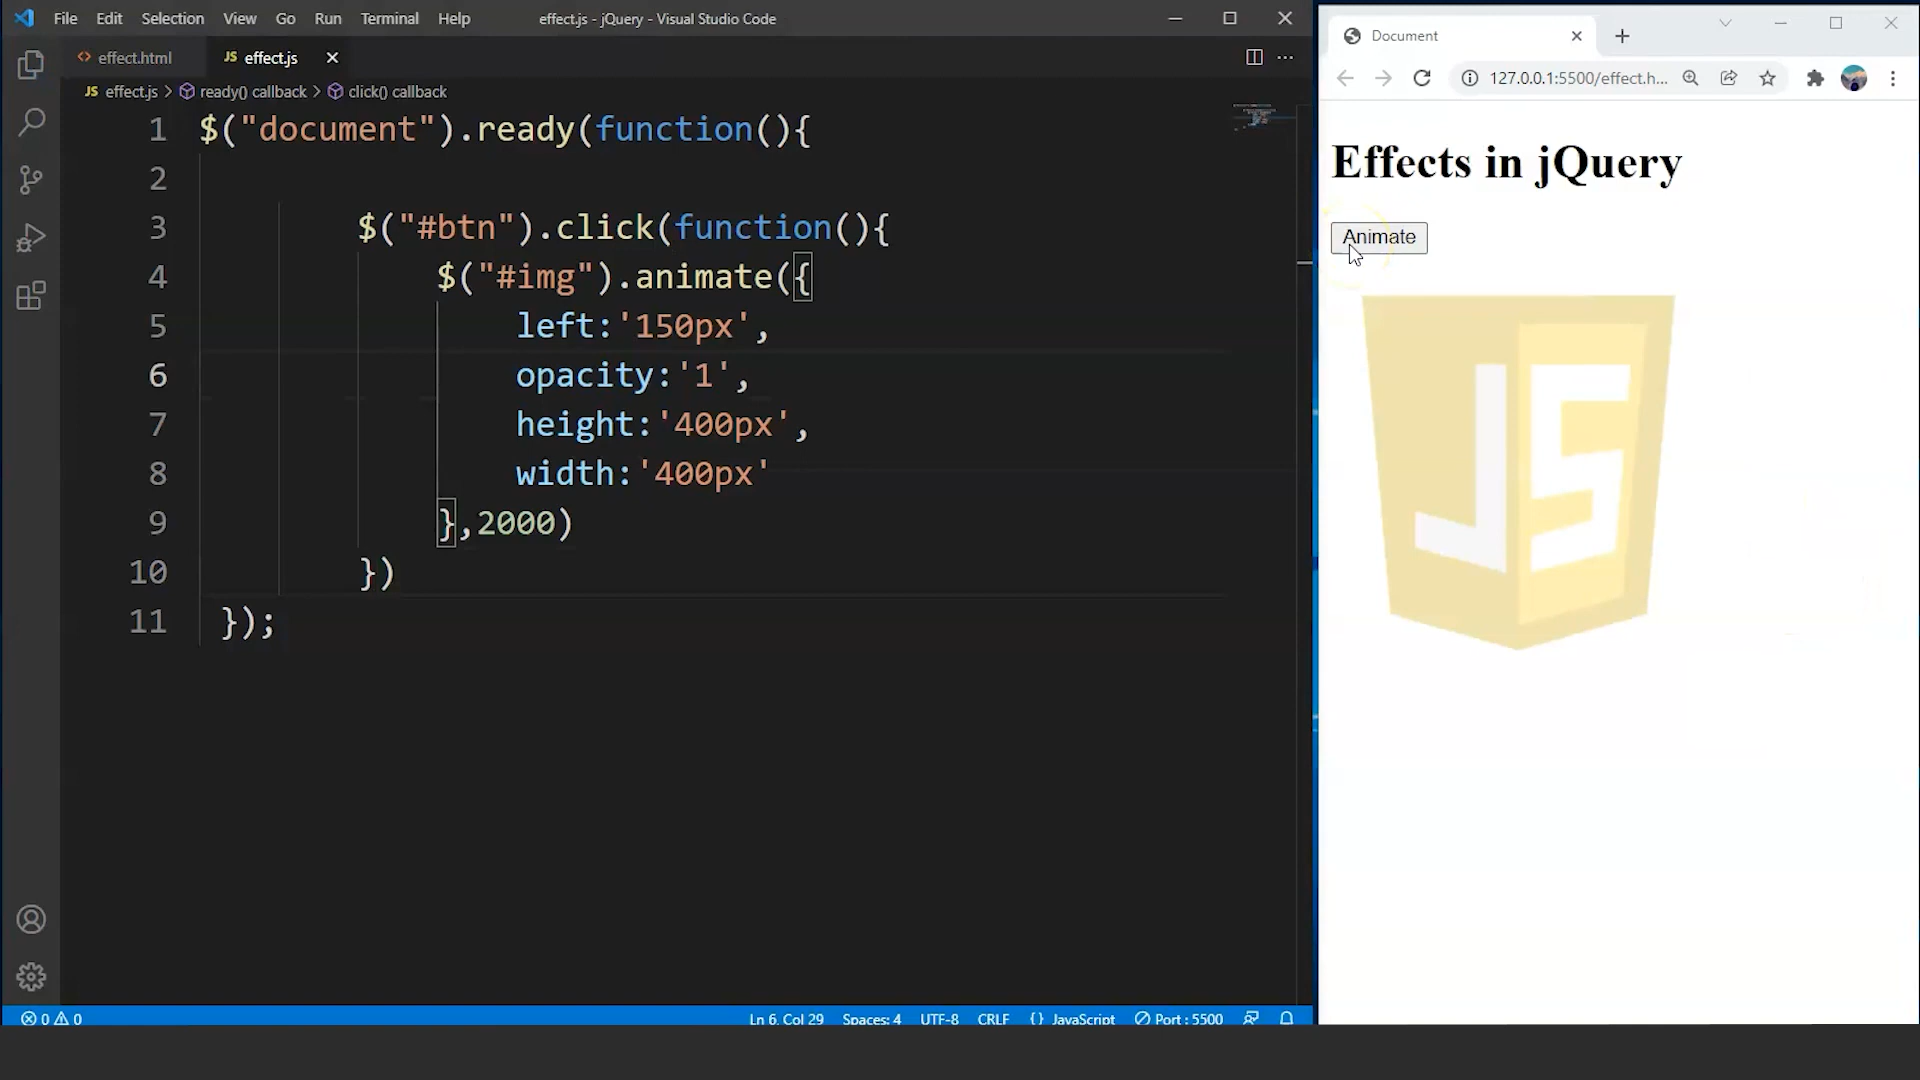 File Edit Selection View Go Run Terminal Help effect.js - jQuery - Visual Studio Code
effect.html JS effect.js
JS effect.js > ready() callback > click() callback
1 $("document").ready(function(){
2
3 $("#btn").click(function(){
4 $("#img").animate({
5 left:'150px',
6 opacity:'1',
7 height:'400px',
8 width:'400px'
9 },2000)
10 })
11 });
0 0 Ln 6, Col 29 Spaces: 4 UTF-8 CRLF {} JavaScript Port : 5500
Document
127.0.0.1:5500/effect.h...
Effects in jQuery
Animate
JS